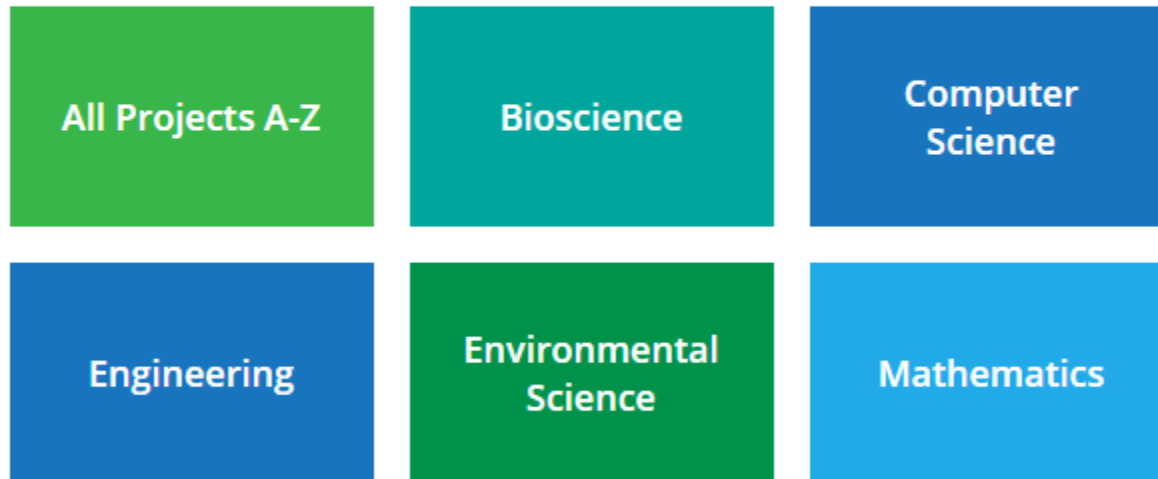 All Projects A-Z
Bioscience
Computer
Science
Engineering
Environmental
Science
Mathematics